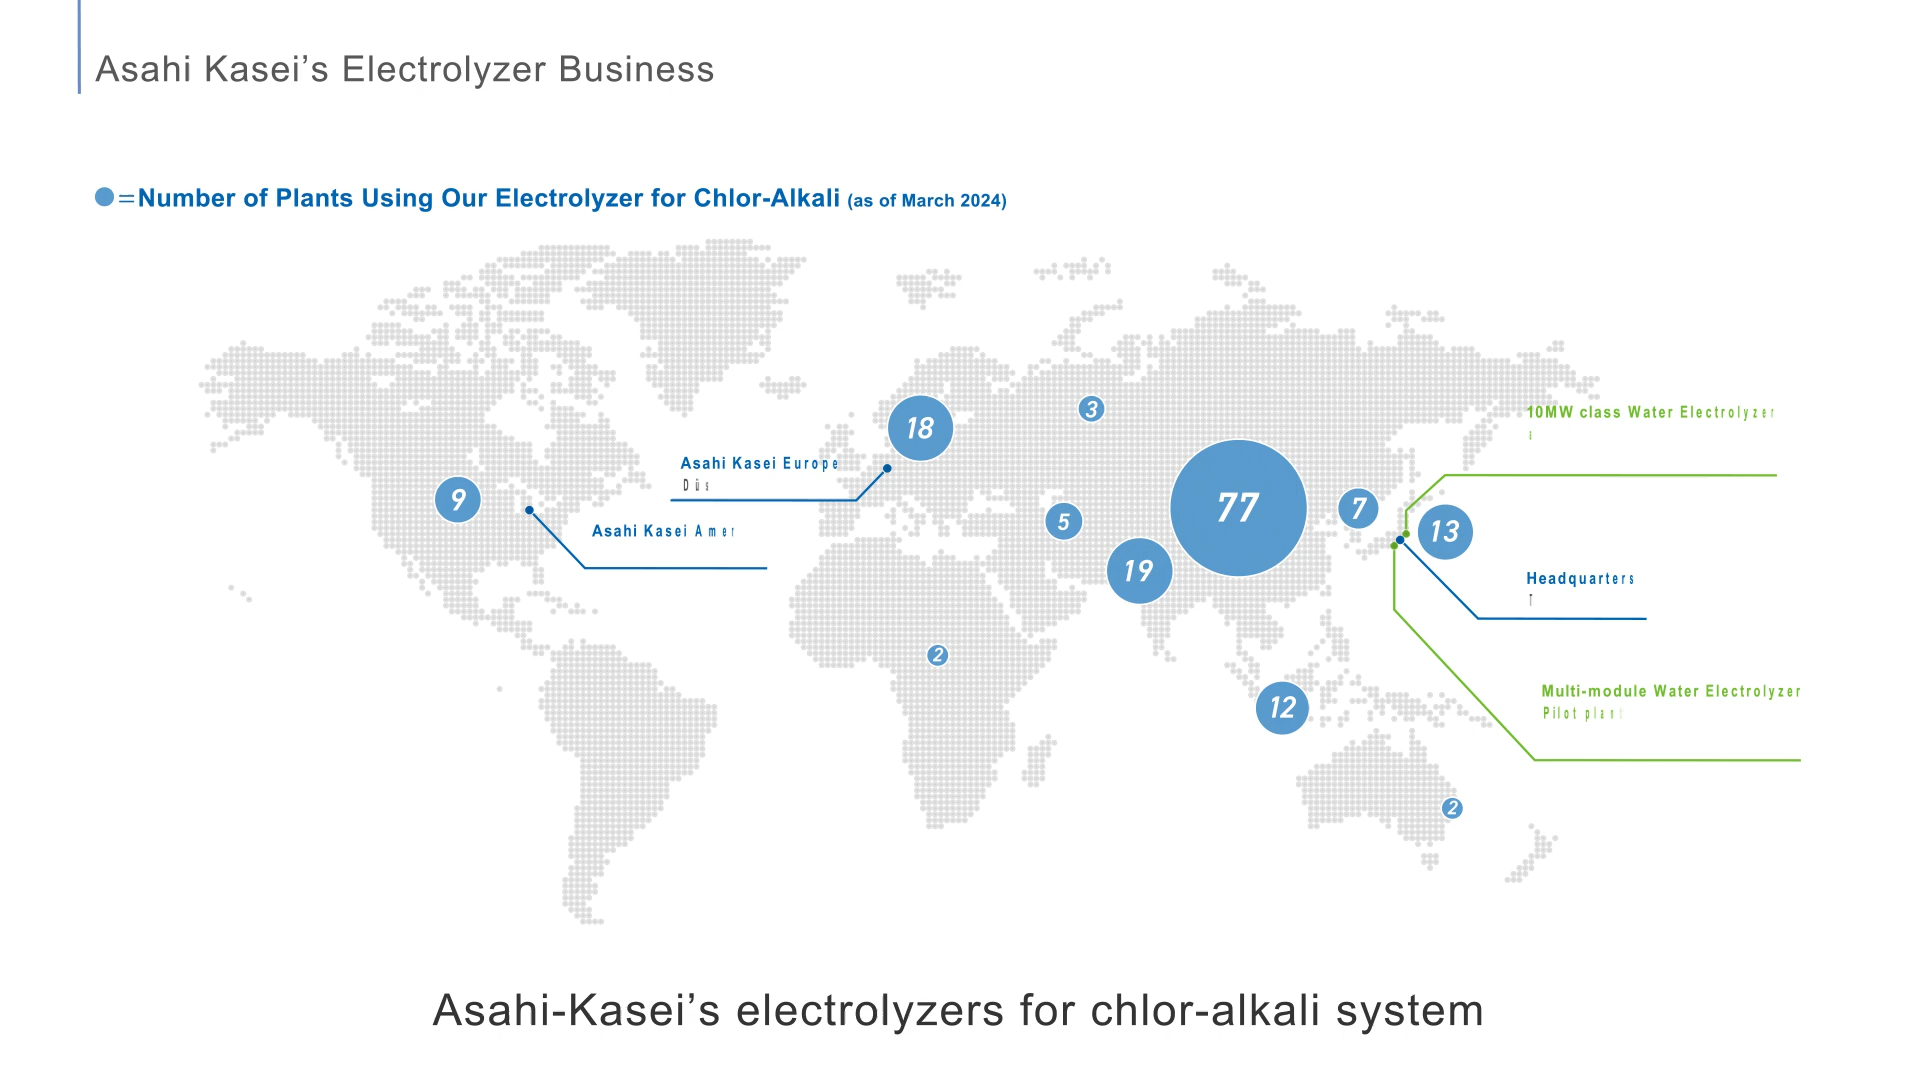 Asahi Kasei’s Electrolyzer Business
=Number of Plants Using Our Electrolyzer for Chlor-Alkali (as of March 2024)
3
10MW class Water Electrolyzer
18
Asahi Kasei Europe
9
77
7
5
13
Asahi Kasei
19
Headquarters
2
Multi-module Water Electrolyzer
Pilot plant
12
2
Asahi-Kasei’s electrolyzers for chlor-alkali system